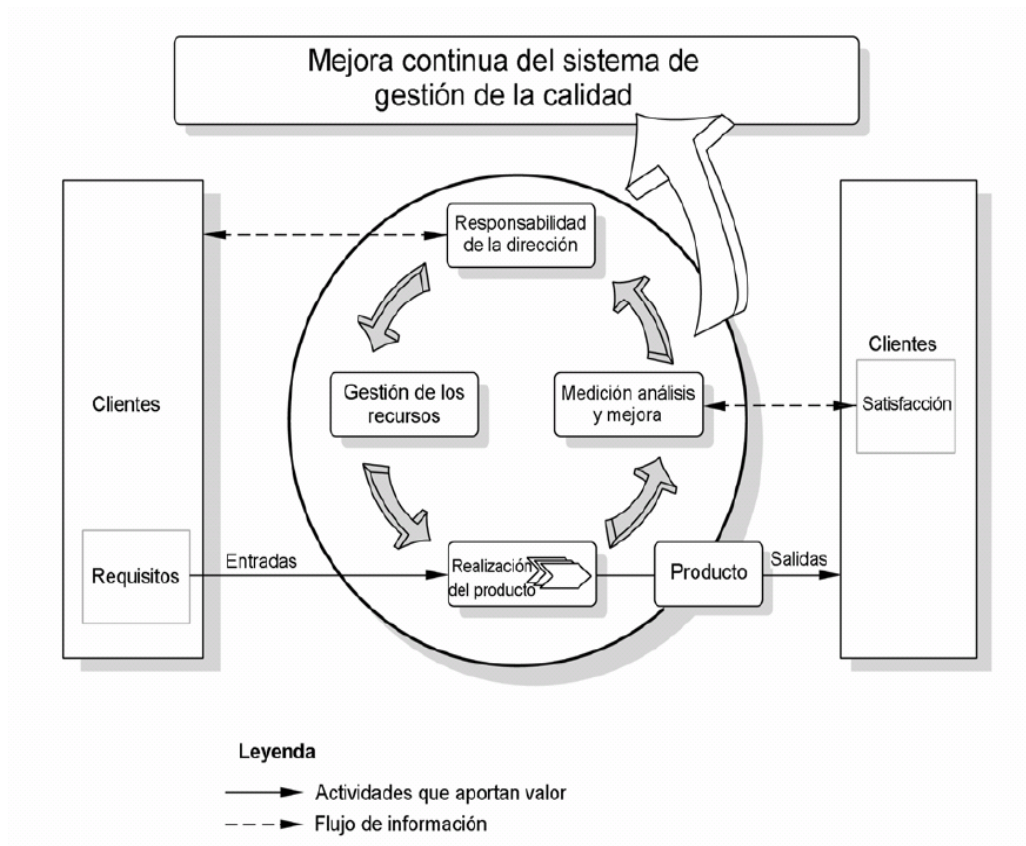 Mejora continua del sistema de
gestión de la calidad
Responsabilidad
de la dirección
Clientes
Gestión de los
recursos
Medición análisis
y mejora
Clientes
Satisfacción
Requisitos
Entradas
Realización
del producto
Producto
Salidas
Leyenda
Actividades que aportan valor
Flujo de información